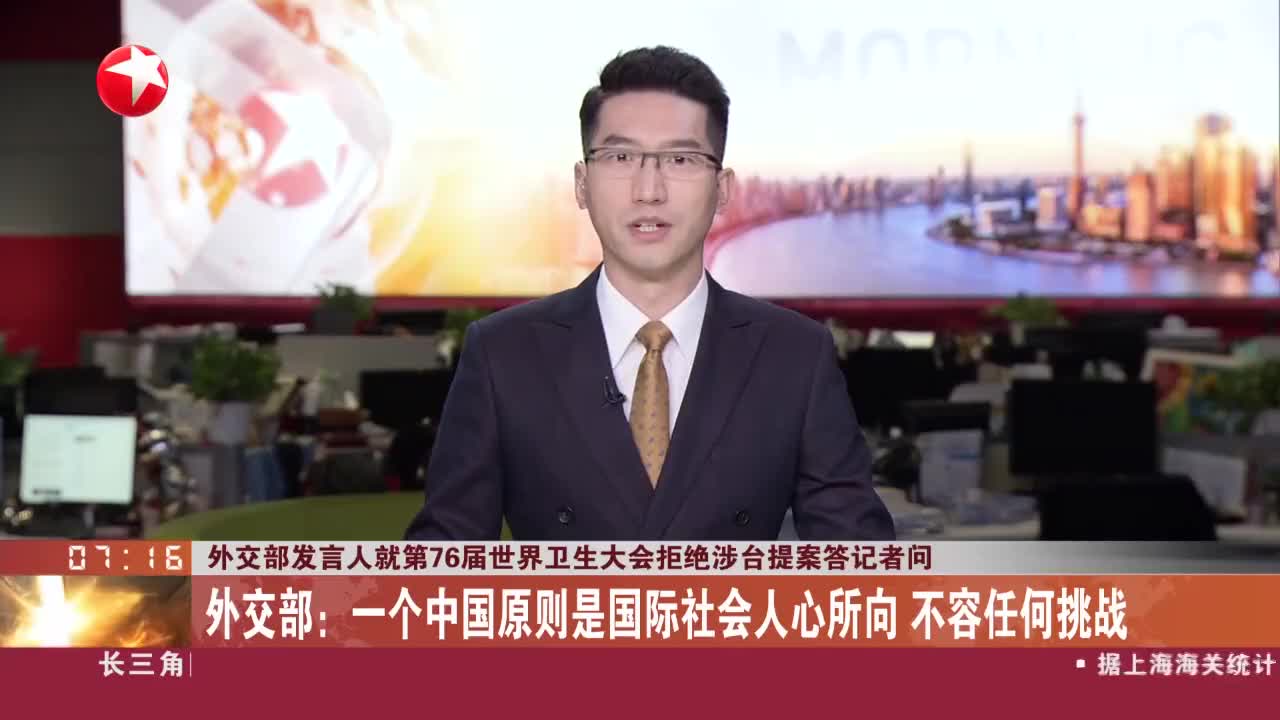 MORNING
07:16
外交部发言人就第76届世界卫生大会拒绝涉台提案答记者问
外交部：一个中国原则是国际社会人心所向 不容任何挑战
长三角
▪ 据上海海关统计